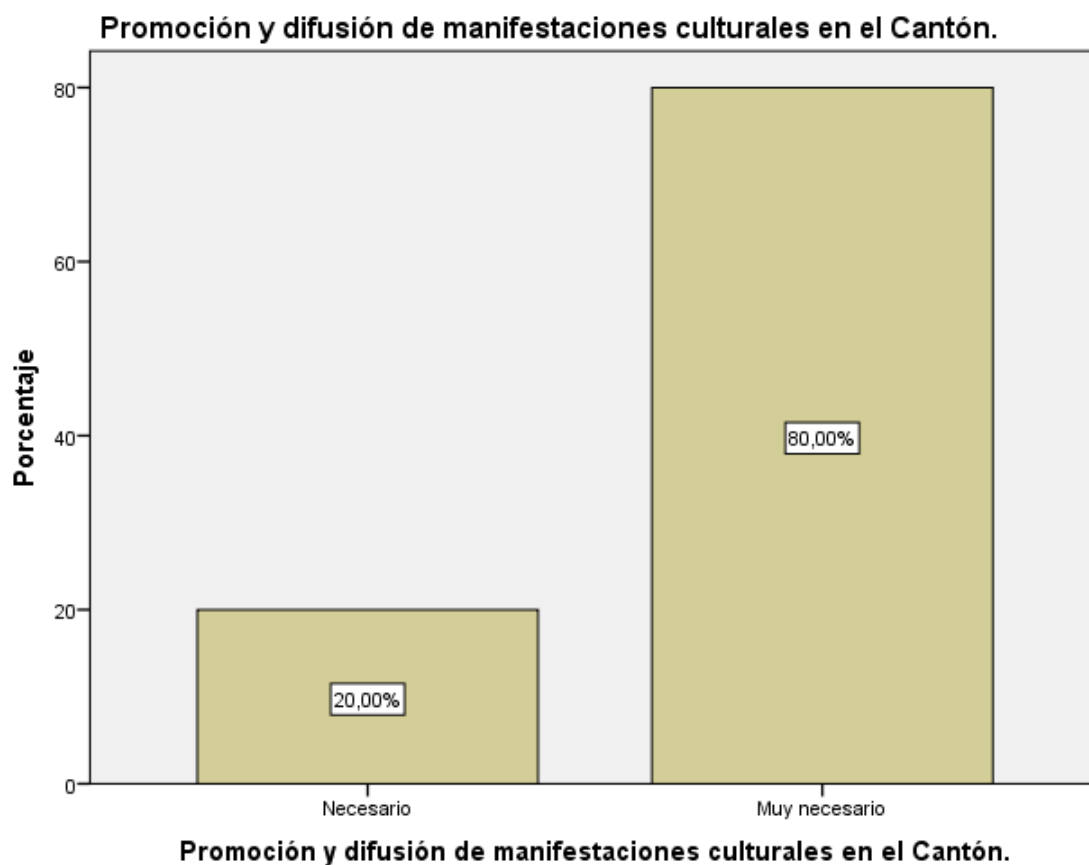 Promoción y difusión de manifestaciones culturales en el Cantón.
80
60
40
20
0
Porcentaje
80,00%
20,00%
Necesario
Muy necesario
Promoción y difusión de manifestaciones culturales en el Cantón.